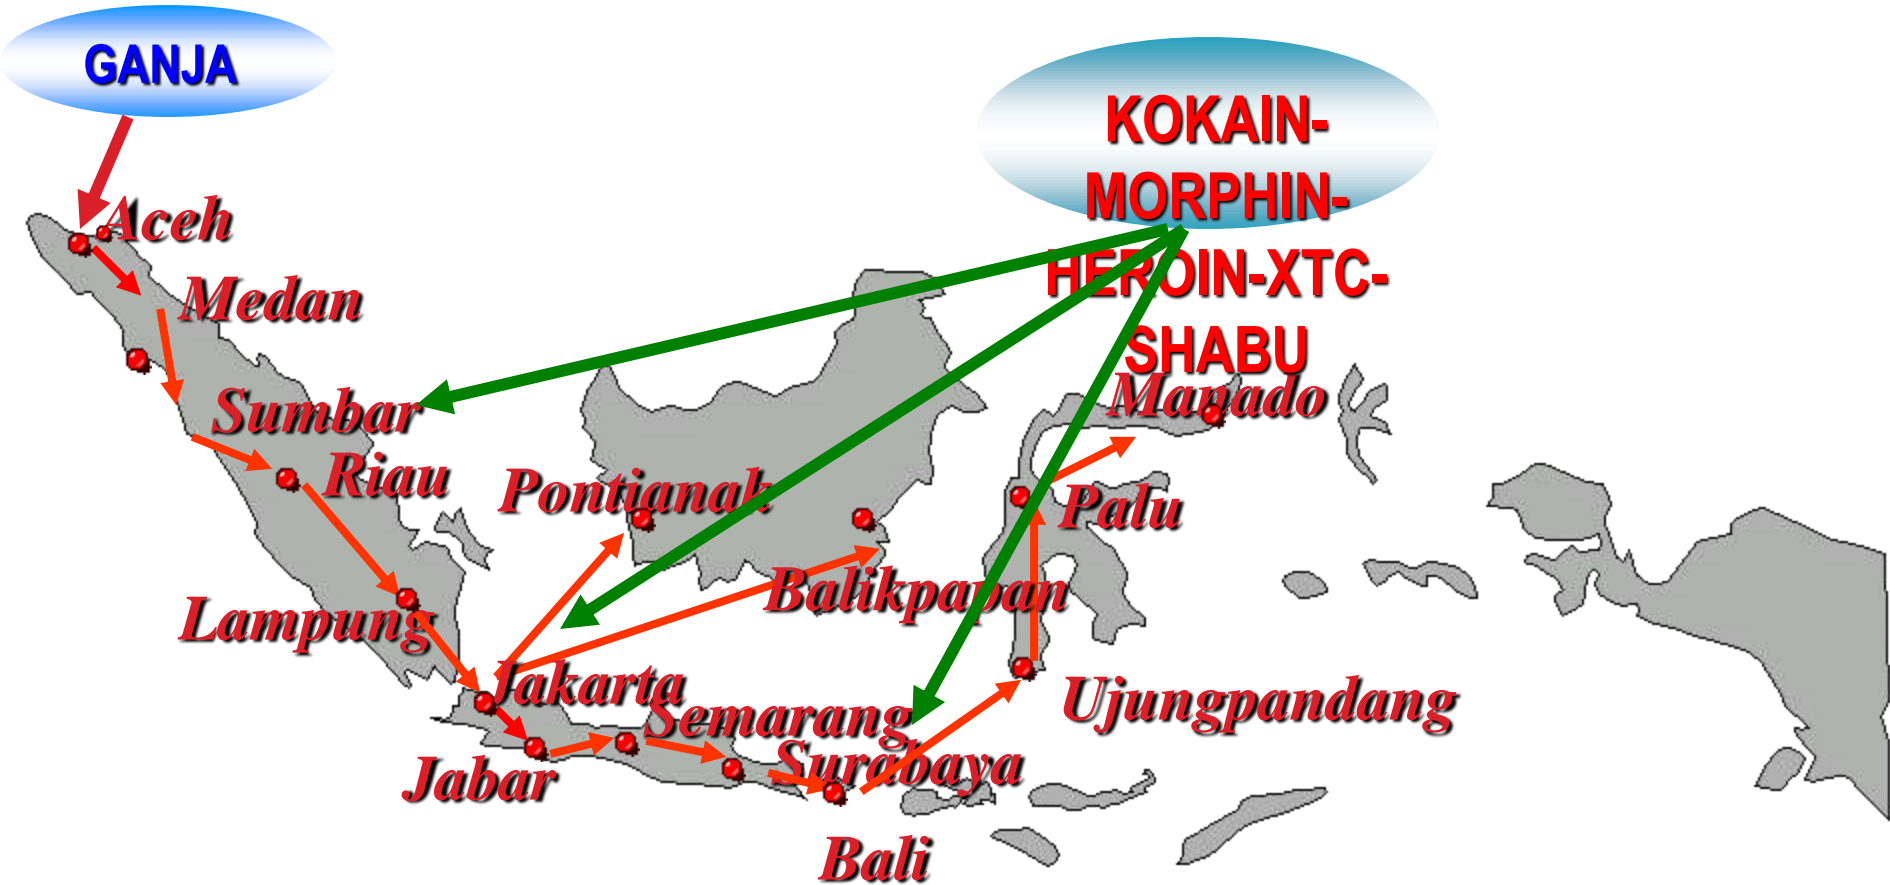 GANJA
KOKAIN-
MORPHIN-
HEROIN-XTC-
SHABU
Aceh
Medan
Sumbar
Manado
Riau
Pontianak
Palu
Balikpapan
Lampung
Jakarta
Ujungpandang
Semarang
Surabaya
Jabar
Bali